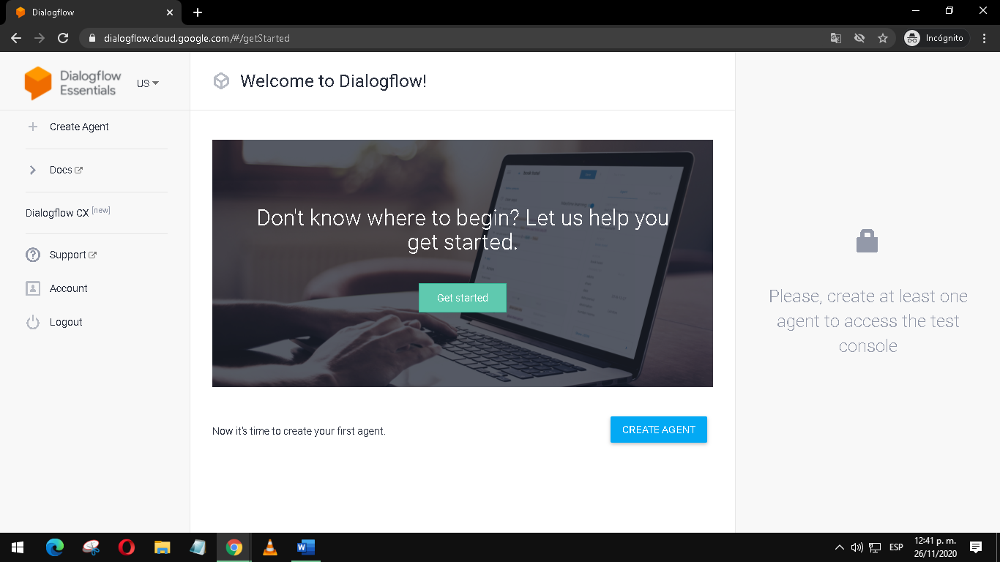 Dialogflow
dialogflow.cloud.google.com/#/getStarted
Incógnito
Dialogflow
Essentials
US
Create Agent
Docs
Dialogflow CX [new]
Support
Account
Logout
Welcome to Dialogflow!
Don't know where to begin? Let us help you
get started.
Get started
Now it's time to create your first agent.
CREATE AGENT
Please, create at least one
agent to access the test
console
ESP
12:41 p. m.
26/11/2020